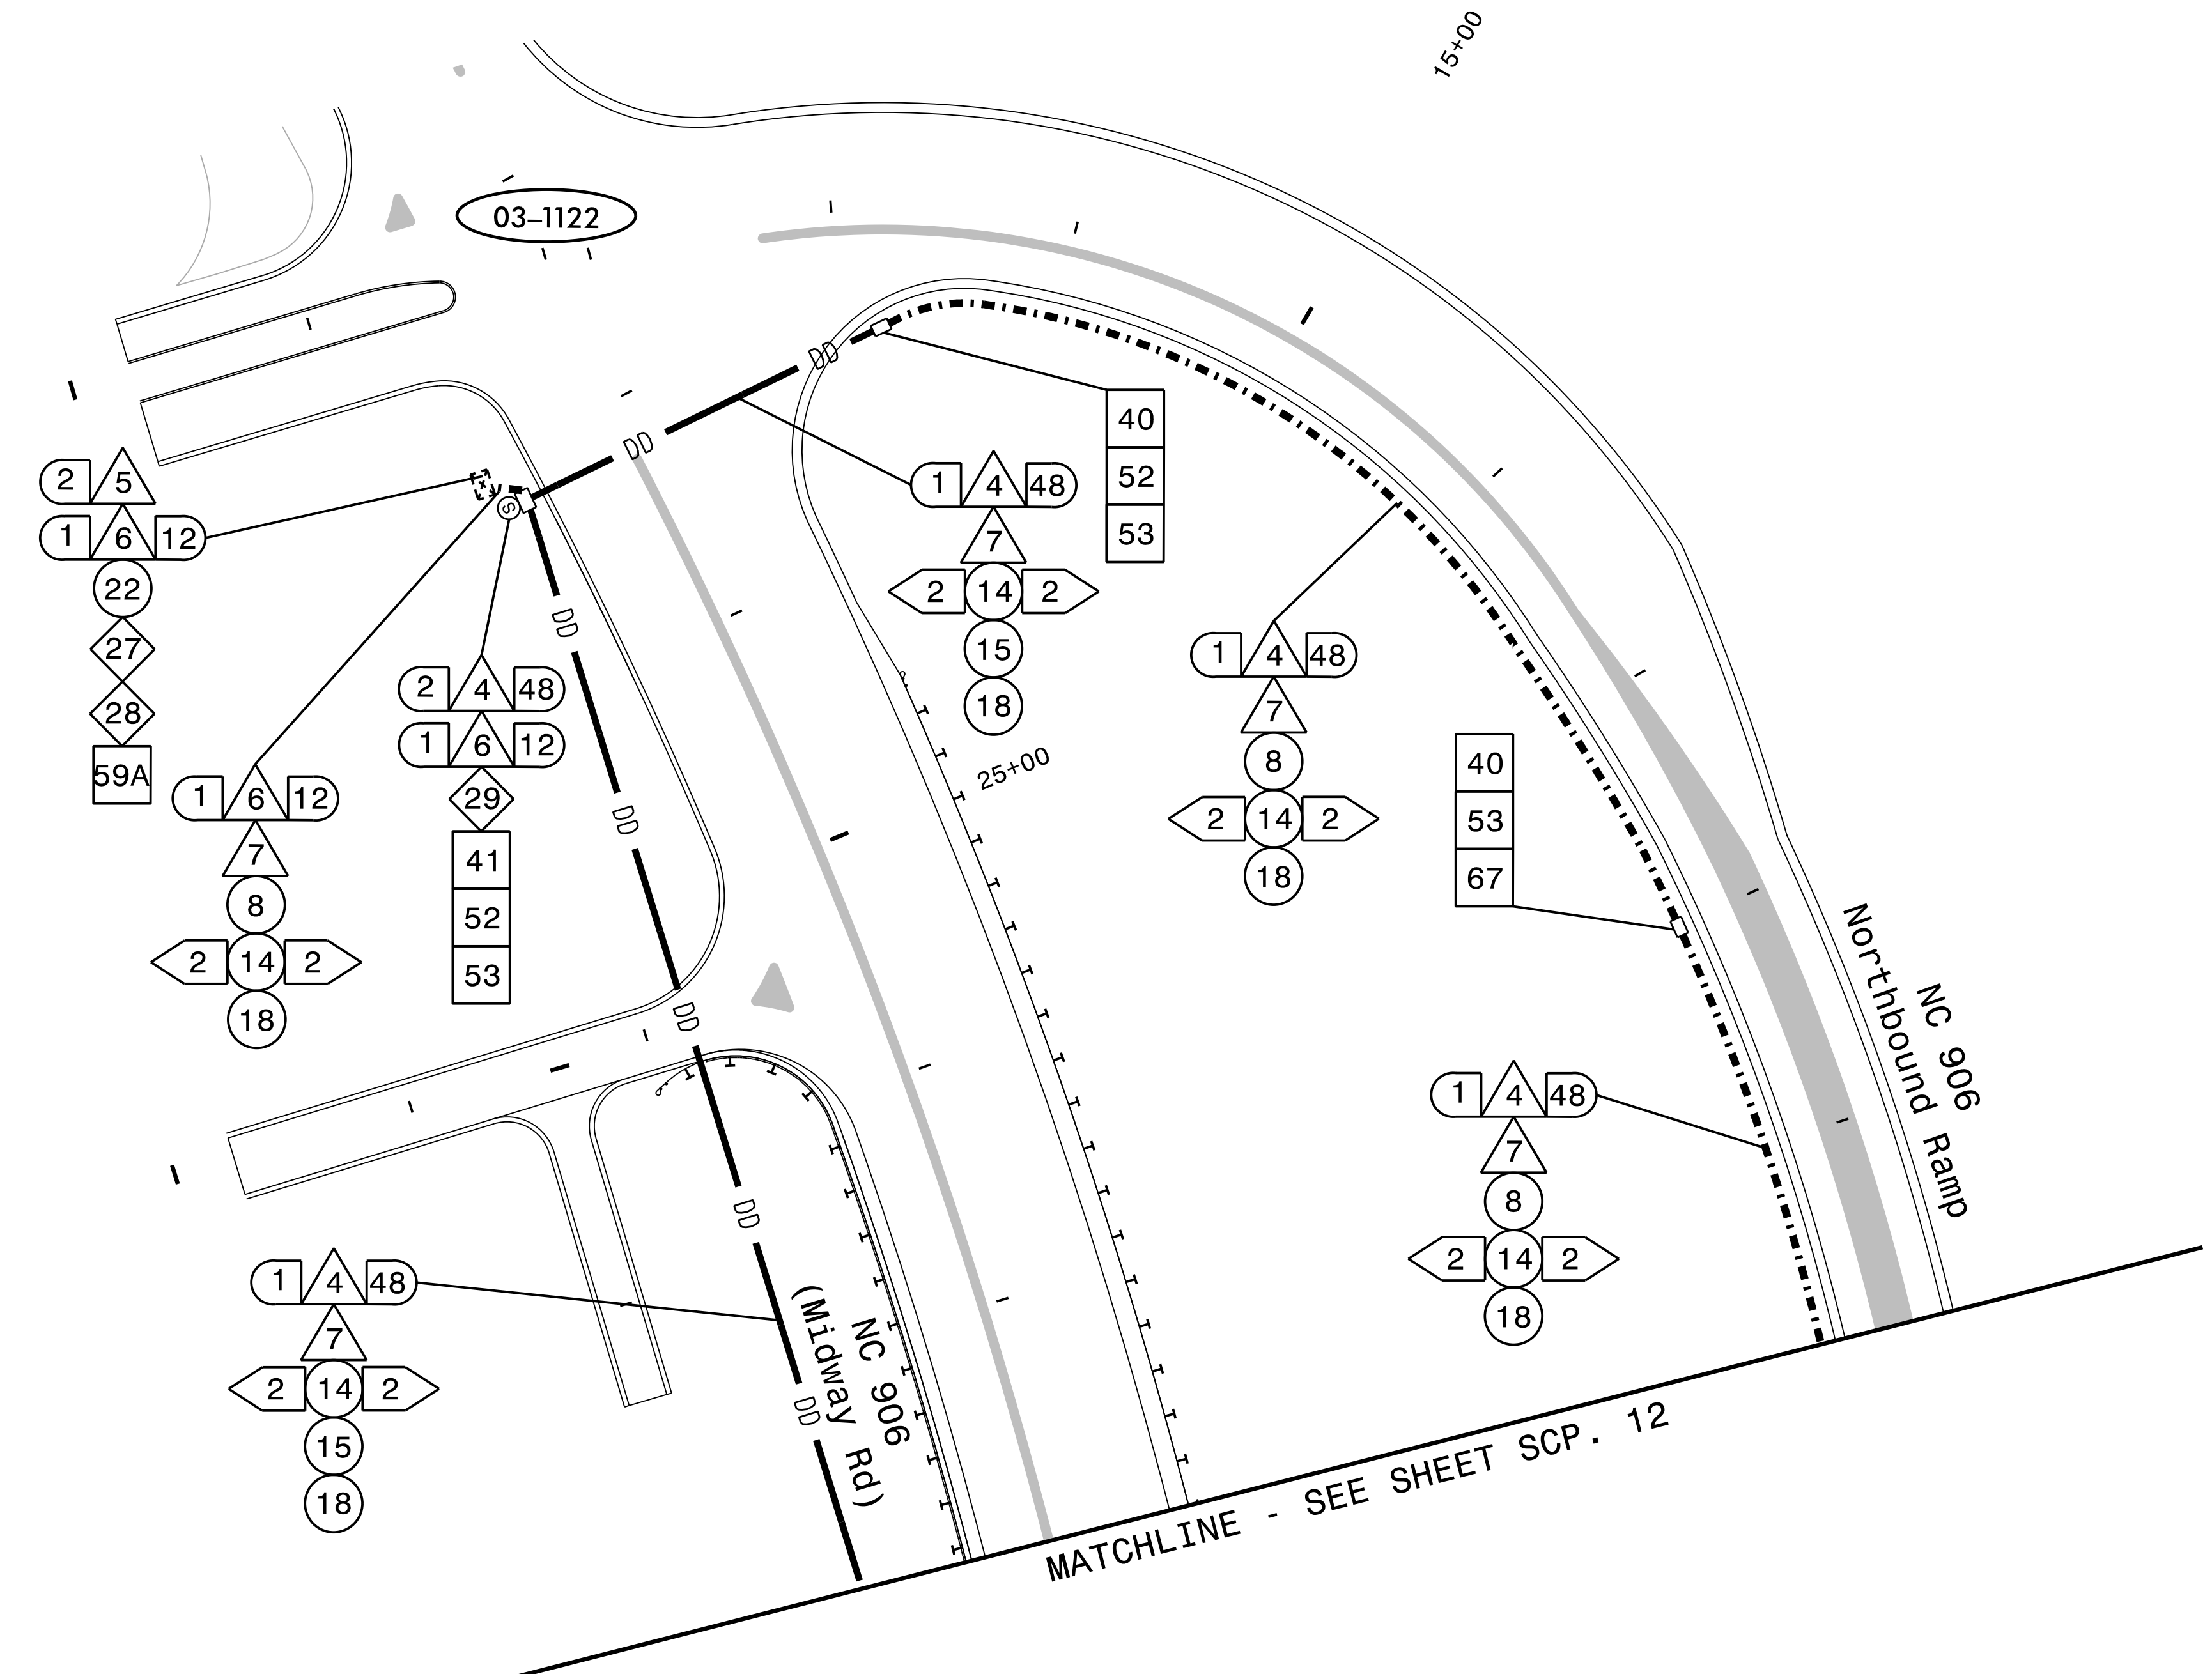 15+00
03-1122
2 5
1 6 12
22
27
28
59A
1 6 12
7
8
2 14 2
18
2 4 48
1 6 12
29
41
52
53
S
DD
DD
DD
DD
DD
DD
DD
1 4 48
7
2 14 2
15
18
40
52
53
25+00
1 4 48
7
8
2 14 2
18
40
53
67
NC 906
Northbound Ramp
1 4 48
7
8
2 14 2
18
1 4 48
7
2 14 2
15
18
NC 906
(Midway Rd)
MATCHLINE - SEE SHEET SCP. 12